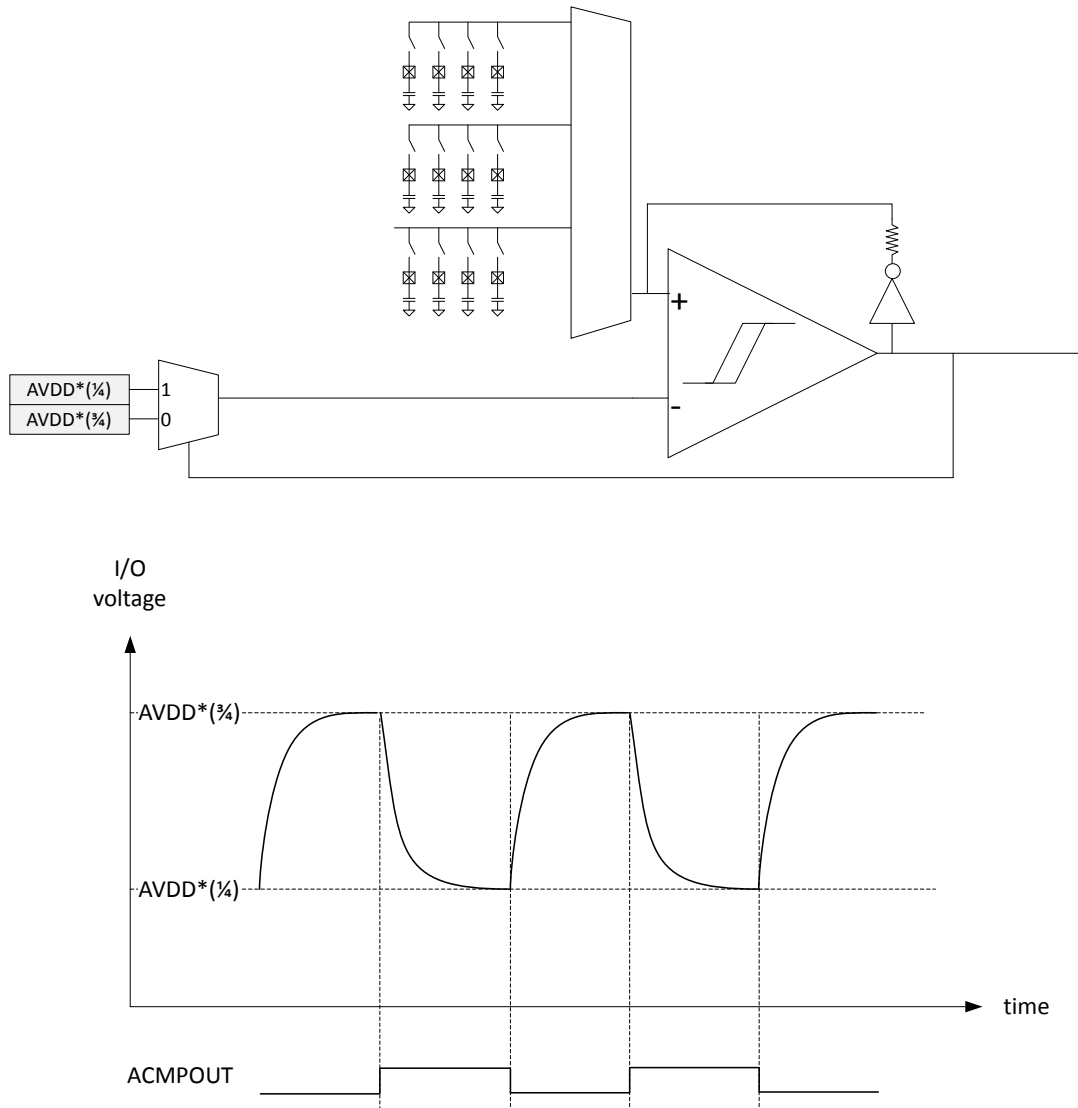 +
AVDD*(¼)
1
AVDD*(¾)
0
-
I/O
voltage
AVDD*(¾)
AVDD*(¼)
time
ACMPOUT